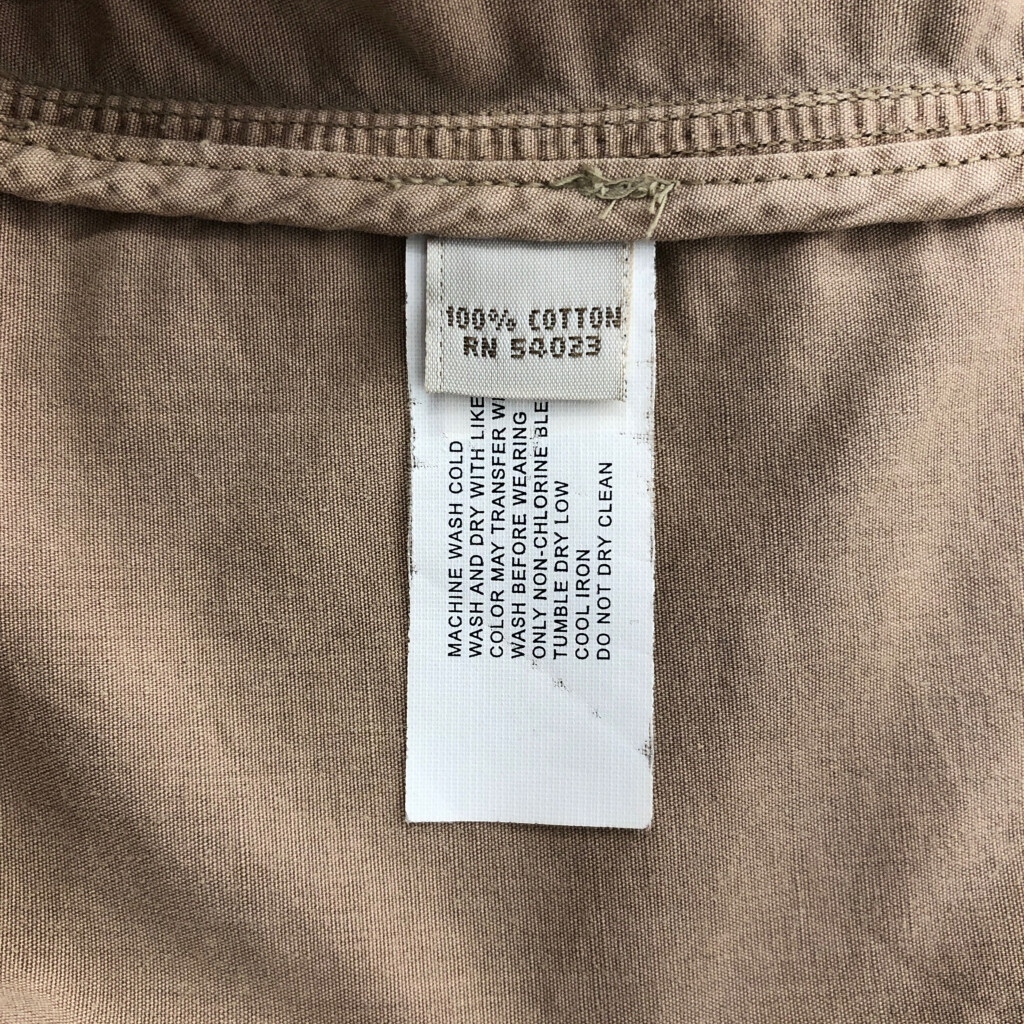 100% COTTON
RN 54023
MACHINE WASH COLD
WASH AND DRY WITH LIKE
COLOR MAY TRANSFER
WASH BEFORE WEARING
ONLY NON-CHLORINE
TUMBLE DRY LOW
COOL IRON
DO NOT DRY CLEAN